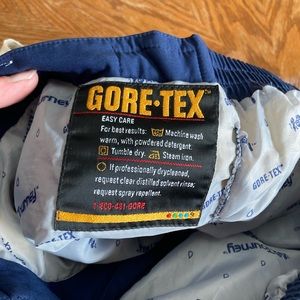 GORE-TEX™
EASY CARE
For best results: Machine wash
warm, with powdered detergent.
Tumble dry. Steam iron.
If professionally drycleaned,
request clear distilled solvent rinse;
request spray repellent.
1-800-431-GORE
GORE-TEX
GORE-TEX